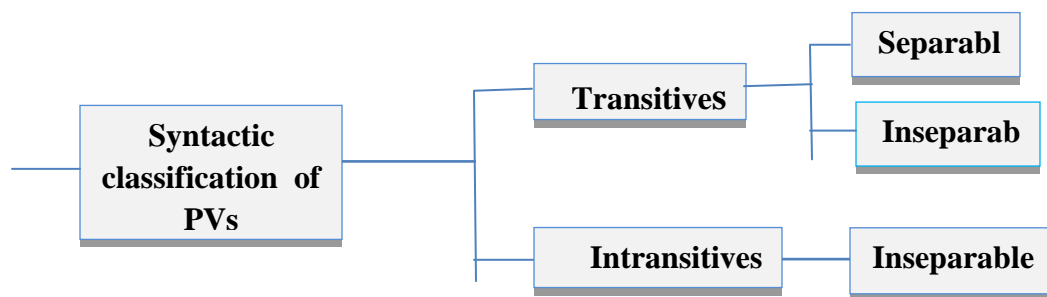 Syntactic
classification of
PVs
Transitives
Separabl
Inseparab
Intransitives
Inseparable